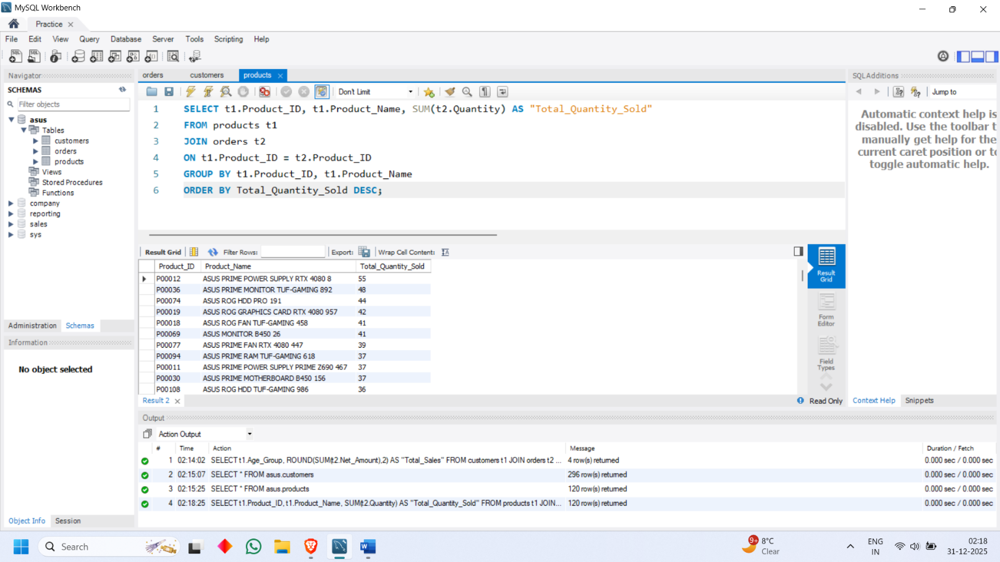 MySQL Workbench
Practice
File Edit View Query Database Server Tools Scripting Help
Navigator
SCHEMAS
Filter objects
asus
Tables
customers
orders
products
Views
Stored Procedures
Functions
company
reporting
sales
sys
Administration Schemas
Information
No object selected
Object Info Session
orders customers products
Don't Limit
1 SELECT t1.Product_ID, t1.Product_Name, SUM(t2.Quantity) AS "Total_Quantity_Sold"
2 FROM products t1
3 JOIN orders t2
4 ON t1.Product_ID = t2.Product_ID
5 GROUP BY t1.Product_ID, t1.Product_Name
6 ORDER BY Total_Quantity_Sold DESC;
Result Grid Filter Rows: Export: Wrap Cell Content:
Product_ID Product_Name Total_Quantity_Sold
P00012 ASUS PRIME POWER SUPPLY RTX 4080 8 55
P00036 ASUS PRIME MONITOR TUF-GAMING 892 48
P00074 ASUS ROG HDD PRO 191 44
P00019 ASUS ROG GRAPHICS CARD RTX 4080 957 42
P00018 ASUS ROG FAN TUF-GAMING 458 41
P00069 ASUS MONITOR B450 26 41
P00077 ASUS PRIME FAN RTX 4080 447 39
P00094 ASUS PRIME RAM TUF-GAMING 618 37
P00011 ASUS PRIME POWER SUPPLY PRIME Z690 467 37
P00030 ASUS PRIME MOTHERBOARD B450 156 37
P00108 ASUS ROG HDD TUF-GAMING 986 36
Result 2
Read Only
Result
Grid
Form
Editor
Field
Types
SQLAdditions
Jump to
Automatic context help is
disabled. Use the toolbar t
manually get help for the
current caret position or to
toggle automatic help.
Context Help Snippets
Output
Action Output
# Time Action Message Duration / Fetch
1 02:14:02 SELECT t1.Age_Group, ROUND(SUM(t2.Net_Amount),2) AS "Total_Sales" FROM customers t1 JOIN orders t2 ... 4 row(s) returned 0.000 sec / 0.000 sec
2 02:15:07 SELECT * FROM asus.customers 296 row(s) returned 0.000 sec / 0.000 sec
3 02:15:25 SELECT * FROM asus.products 120 row(s) returned 0.000 sec / 0.000 sec
4 02:18:25 SELECT t1.Product_ID, t1.Product_Name, SUM(t2.Quantity) AS "Total_Quantity_Sold" FROM products t1 JOIN... 120 row(s) returned 0.000 sec / 0.000 sec
Search
9+
8°C
Clear
ENG
IN
02:18
31-12-2025